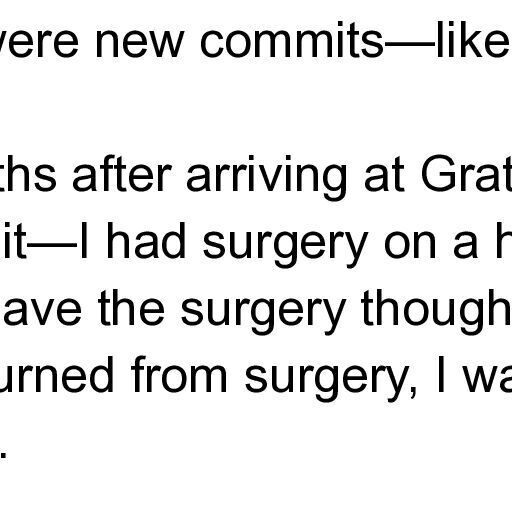 were new commits—like
ths after arriving at Grat
it—I had surgery on a h
ave the surgery though
urned from surgery, I wa
.